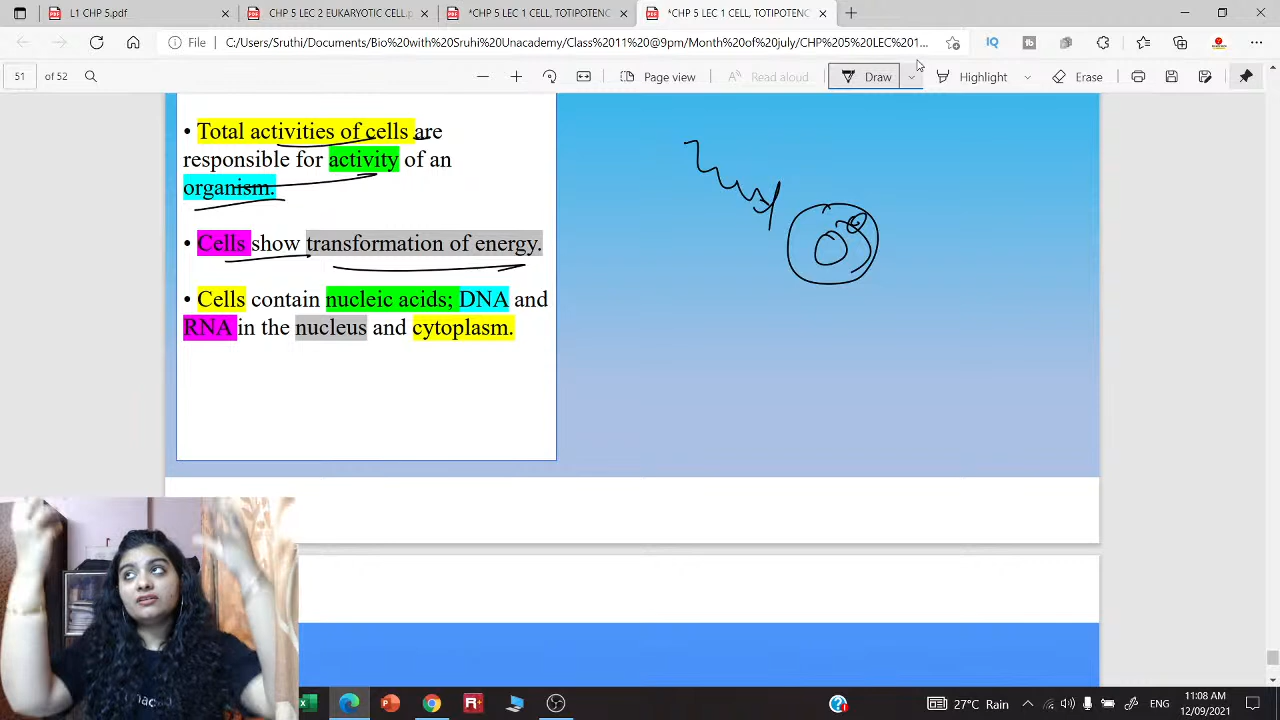 L1 CHP 5.pdf
CHP 5 LEC 2 EUKARYOTIC CELL.p
*CHP 5 LEC 1 CELL, TOTIPOTENC
*CHP 5 LEC 1 CELL, TOTIPOTENC
File C:/Users/Sruthi/Documents/Bio%20with%20Sruhi%20Unacademy/Class%2011%20@9pm/Month%20of%20july/CHP%205%20LEC%201...
51 of 52
Page view
Read aloud
Draw
Highlight
Erase
• Total activities of cells are
responsible for activity of an
organism.
• Cells show transformation of energy.
• Cells contain nucleic acids; DNA and
RNA in the nucleus and cytoplasm.
27°C Rain
ENG
11:08 AM
12/09/2021